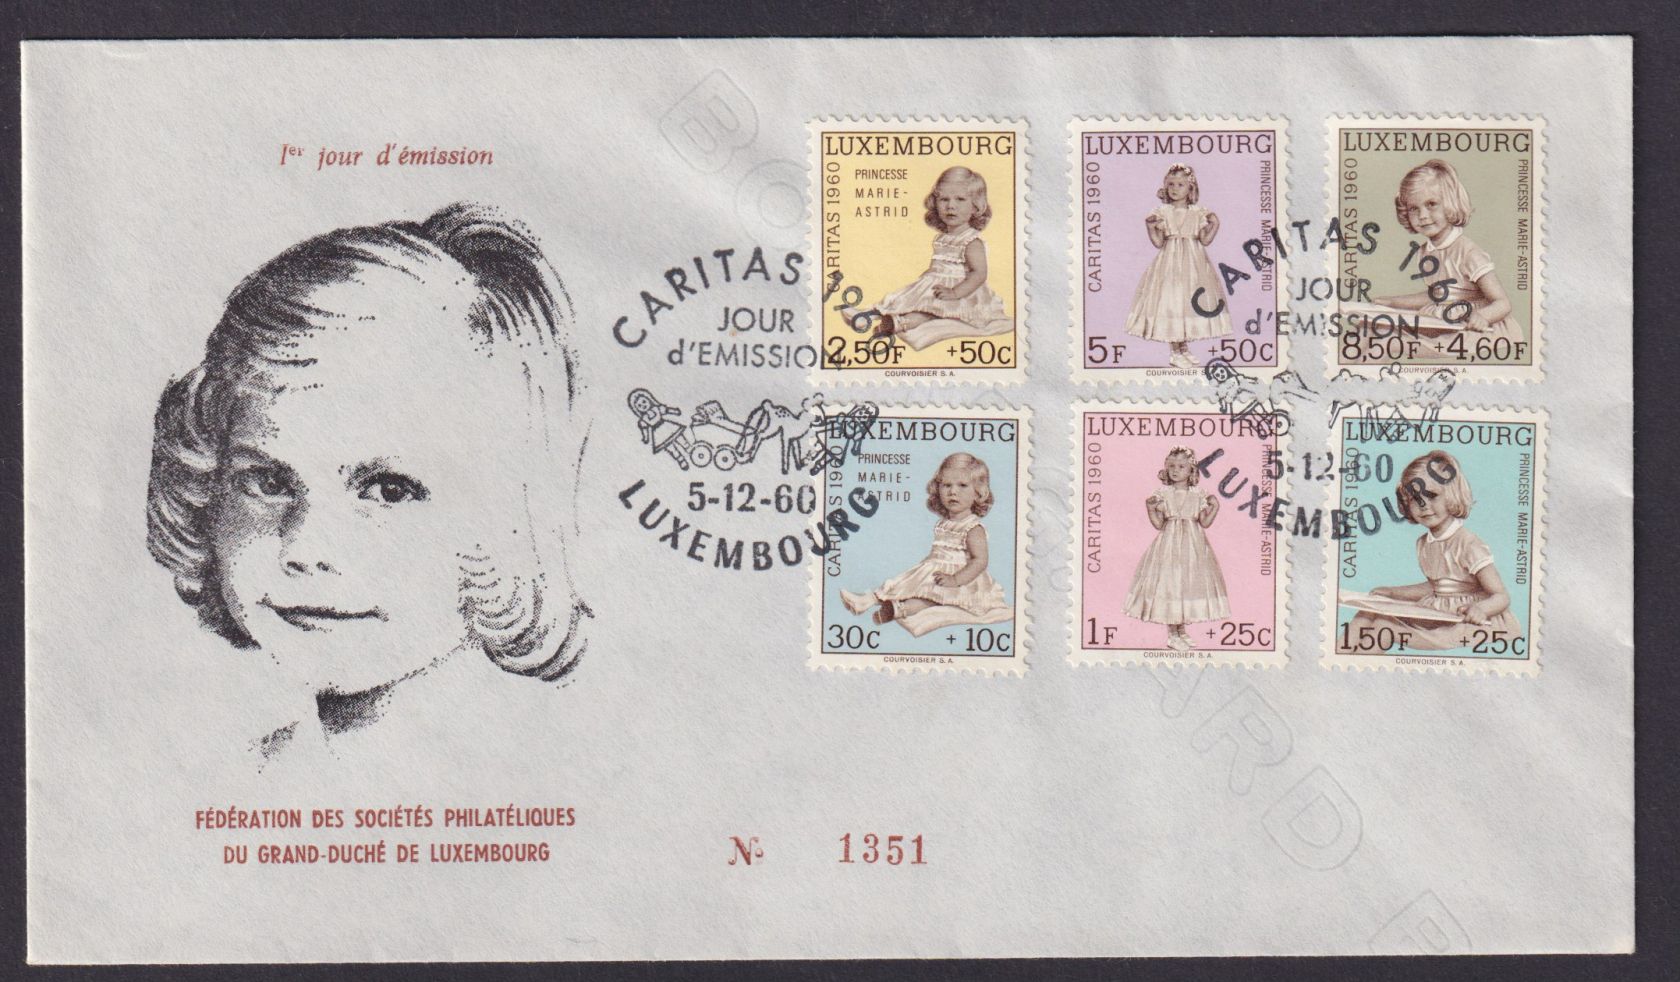 1er jour d'émission
FÉDÉRATION DES SOCIÉTÉS PHILATÉLIQUES
DU GRAND-DUCHÉ DE LUXEMBOURG
No 1351
CARITAS 1960
JOUR
d'EMISSION
5-12-60
LUXEMBOURG
LUXEMBOURG
CARITAS 1960
PRINCESSE
MARIE-
ASTRID
2,50F +50C
COURVOISIER S.A.
LUXEMBOURG
CARITAS 1960
PRINCESSE MARIE-ASTRID
5F +50C
COURVOISIER S.A.
LUXEMBOURG
CARITAS 1960
PRINCESSE MARIE-ASTRID
8,50F +4,60F
COURVOISIER S.A.
CARITAS 1960
JOUR
d'EMISSION
5-12-60
LUXEMBOURG
LUXEMBOURG
CARITAS 1960
PRINCESSE
MARIE-
ASTRID
30C +10C
COURVOISIER S.A.
LUXEMBOURG
CARITAS 1960
PRINCESSE MARIE-ASTRID
1F +25C
COURVOISIER S.A.
LUXEMBOURG
CARITAS 1960
PRINCESSE MARIE-ASTRID
1,50F +25C
COURVOISIER S.A.